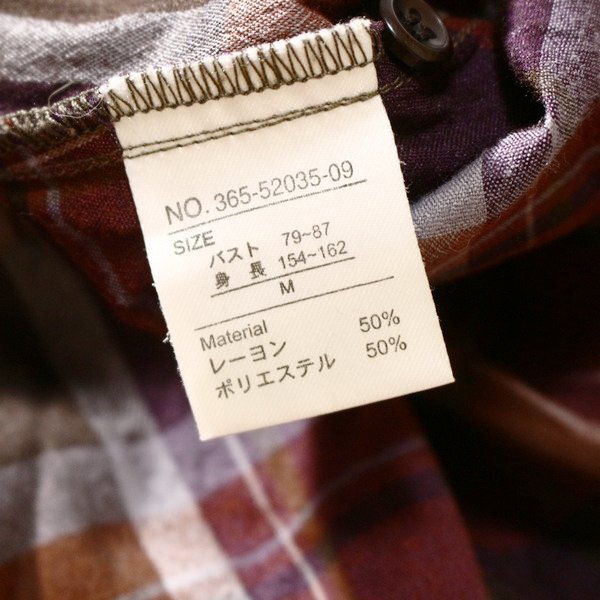 NO. 365-52035-09
SIZE
バスト 79~87
身長 154~162
M
Material
レーヨン 50%
ポリエステル 50%